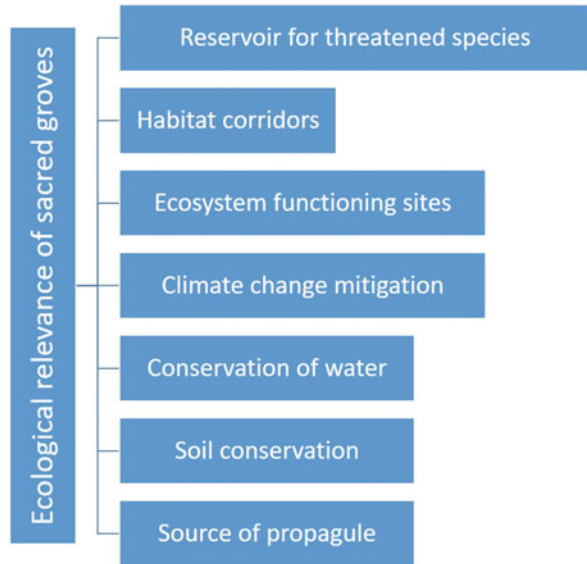 Ecological relevance of sacred groves
Reservoir for threatened species
Habitat corridors
Ecosystem functioning sites
Climate change mitigation
Conservation of water
Soil conservation
Source of propagule